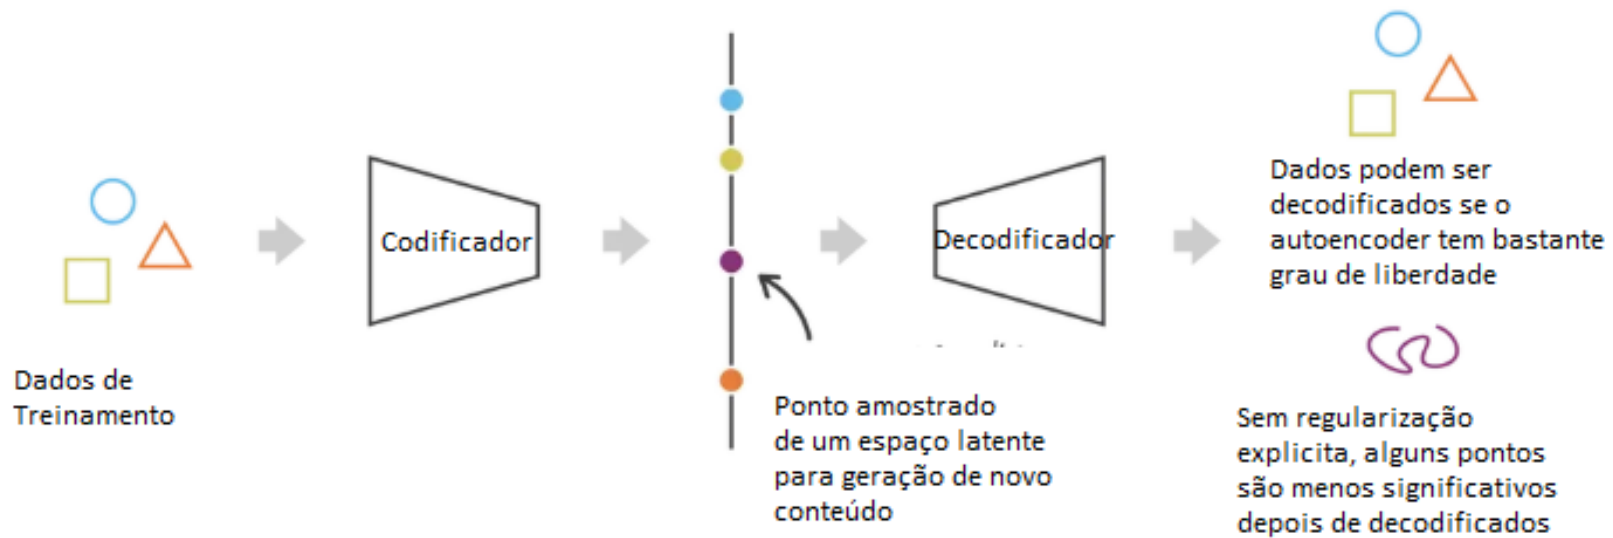 Dados de
Treinamento
Codificador
Ponto amostrado
de um espaço latente
para geração de novo
conteúdo
Decodificador
Dados podem ser
decodificados se o
autoencoder tem bastante
grau de liberdade
Sem regularização
explicita, alguns pontos
são menos significativos
depois de decodificados